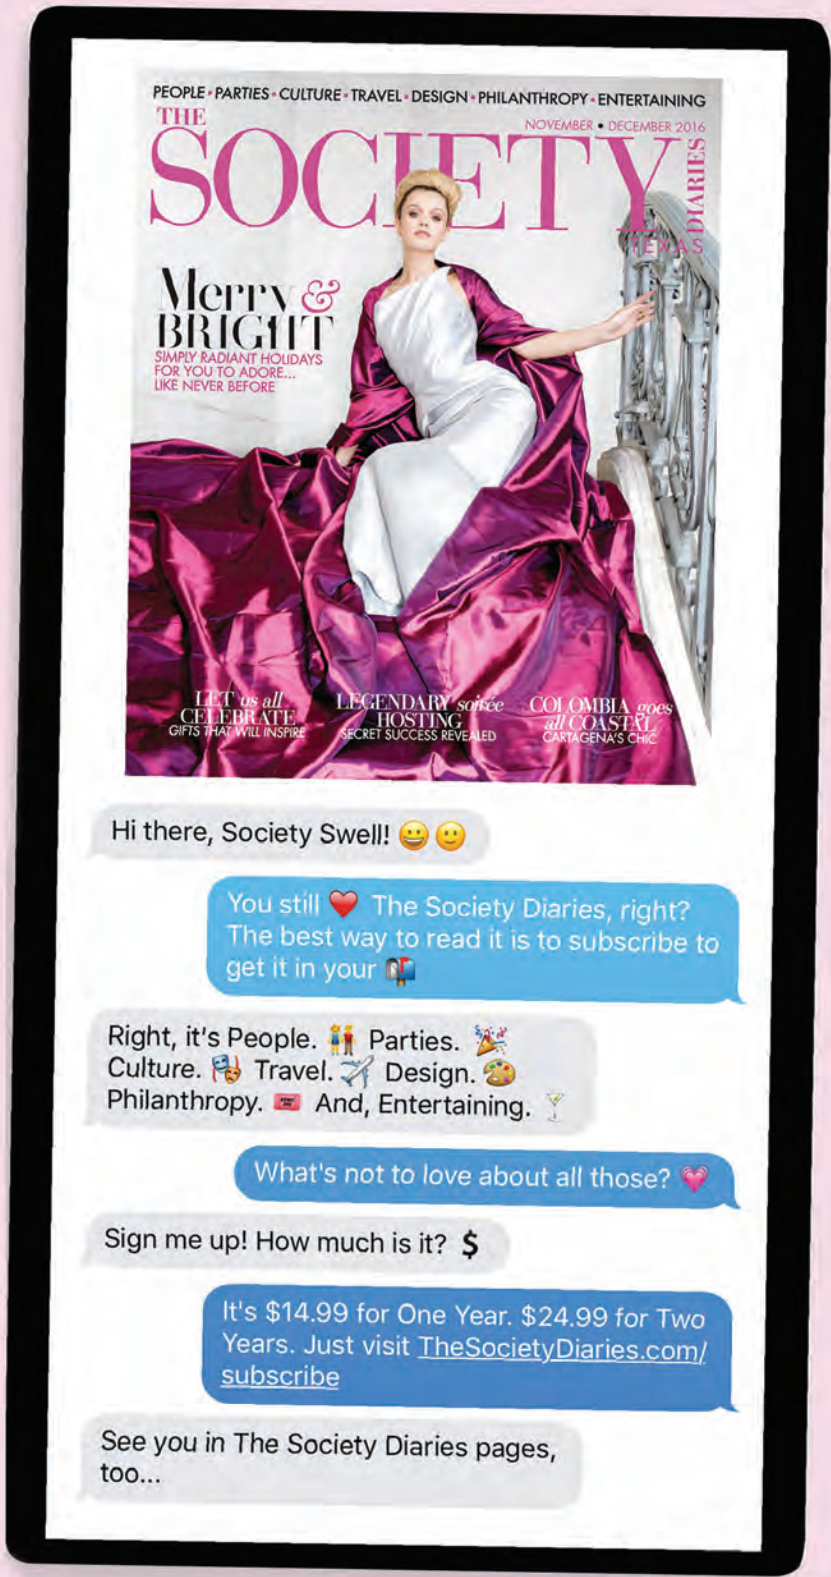 PEOPLE • PARTIES • CULTURE • TRAVEL • DESIGN • PHILANTHROPY • ENTERTAINING
THE
NOVEMBER • DECEMBER 2016
SOCIETY
DIARIES
TEXAS
Merry &
BRIGHT
SIMPLY RADIANT HOLIDAYS
FOR YOU TO ADORE...
LIKE NEVER BEFORE
LET us all
CELEBRATE
GIFTS THAT WILL INSPIRE
LEGENDARY soirée
HOSTING
SECRET SUCCESS REVEALED
COLOMBIA goes
all COASTAL
CARTAGENA'S CHIC
Hi there, Society Swell! 😀🙂
You still ❤️ The Society Diaries, right?
The best way to read it is to subscribe to
get it in your 📬
Right, it's People. 👫 Parties. 🎉
Culture. 🎭 Travel. ✈️ Design. 🎨
Philanthropy. 🎟 And, Entertaining. 🍸
What's not to love about all those? 💓
Sign me up! How much is it? $
It's $14.99 for One Year. $24.99 for Two
Years. Just visit TheSocietyDiaries.com/
subscribe
See you in The Society Diaries pages,
too...